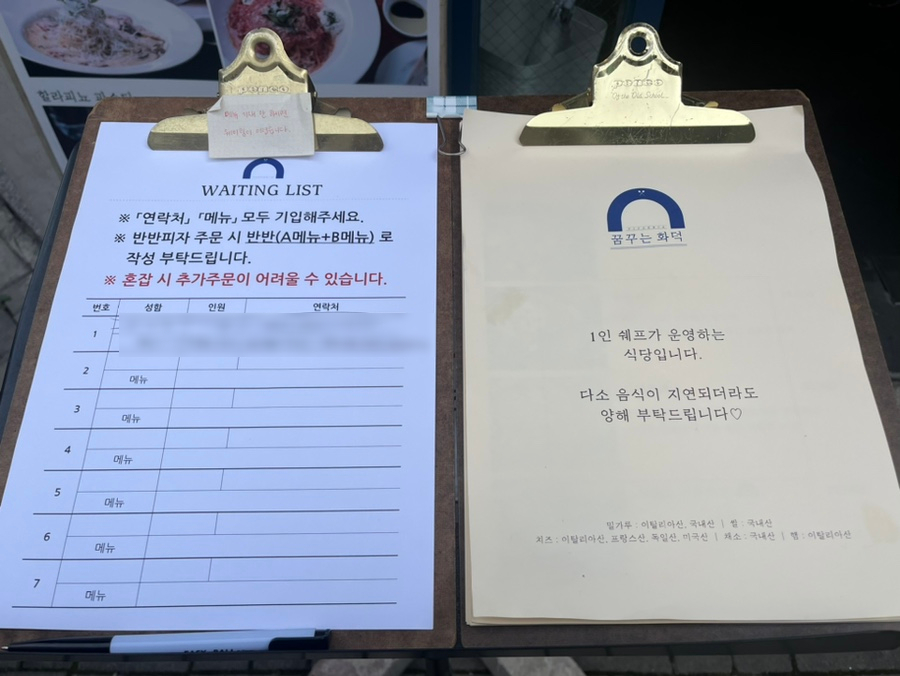 할라피뇨
WAITING LIST
※ 「연락처」 「메뉴」 모두 기입해주세요.
※ 반반피자 주문 시 반반(A메뉴+B메뉴) 로
작성 부탁드립니다.
※ 혼잡 시 추가주문이 어려울 수 있습니다.
번호 성함 인원 연락처
1
2
메뉴
3
메뉴
4
메뉴
5
메뉴
6
메뉴
7
메뉴
꿈꾸는 화덕
1인 쉐프가 운영하는
식당입니다.
다소 음식이 지연되더라도
양해 부탁드립니다♡
밀가루 : 이탈리아산, 국내산 | 쌀 : 국내산
치즈 : 이탈리아산, 프랑스산, 독일산, 미국산 | 채소 : 국내산 | 햄 : 이탈리아산